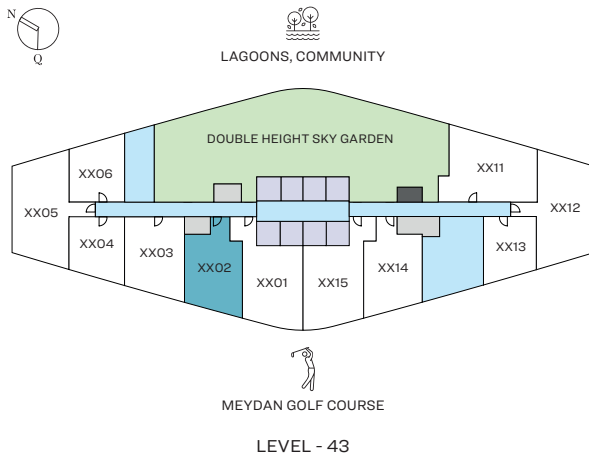 N
Q
LAGOONS, COMMUNITY
DOUBLE HEIGHT SKY GARDEN
XX06
XX11
XX05
XX12
XX04
XX03
XX13
XX02
XX14
XX01
XX15
MEYDAN GOLF COURSE
LEVEL - 43